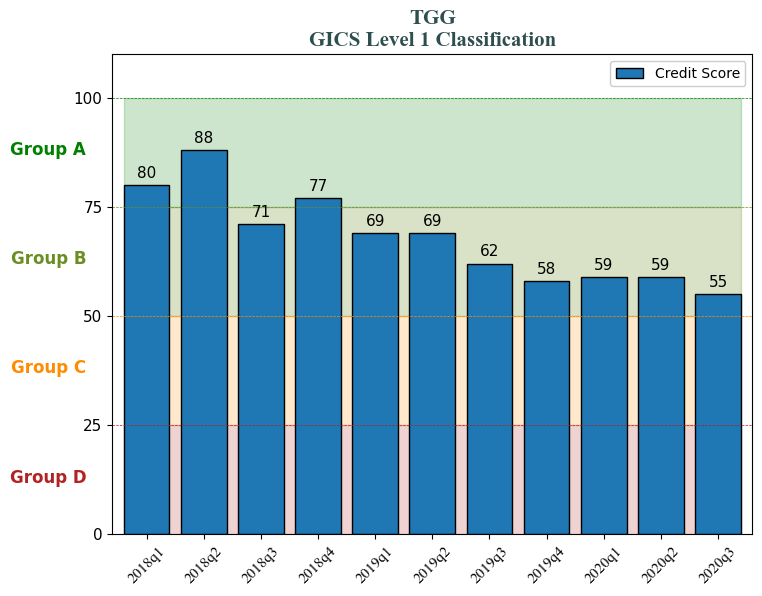 TGG
GICS Level 1 Classification
Credit Score
100
Group A
88
80
77
75
71
69
69
Group B
62
58
59
59
55
50
Group C
25
Group D
0
2018q1
2018q2
2018q3
2018q4
2019q1
2019q2
2019q3
2019q4
2020q1
2020q2
2020q3